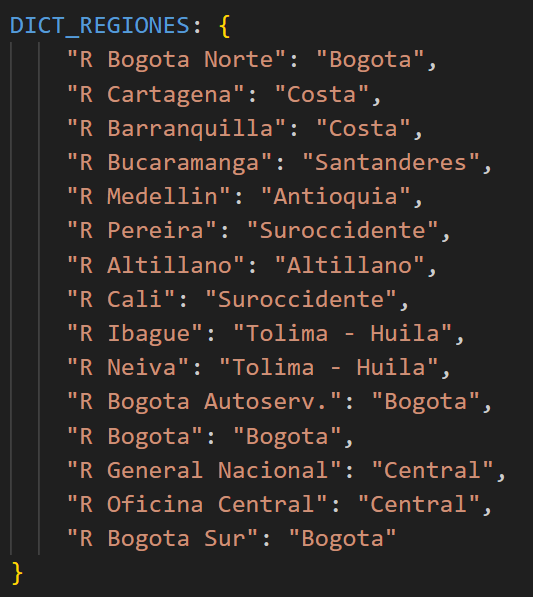 DICT_REGIONES: {
"R Bogota Norte": "Bogota",
"R Cartagena": "Costa",
"R Barranquilla": "Costa",
"R Bucaramanga": "Santanderes",
"R Medellin": "Antioquia",
"R Pereira": "Suroccidente",
"R Altillano": "Altillano",
"R Cali": "Suroccidente",
"R Ibague": "Tolima - Huila",
"R Neiva": "Tolima - Huila",
"R Bogota Autoserv.": "Bogota",
"R Bogota": "Bogota",
"R General Nacional": "Central",
"R Oficina Central": "Central",
"R Bogota Sur": "Bogota"
}